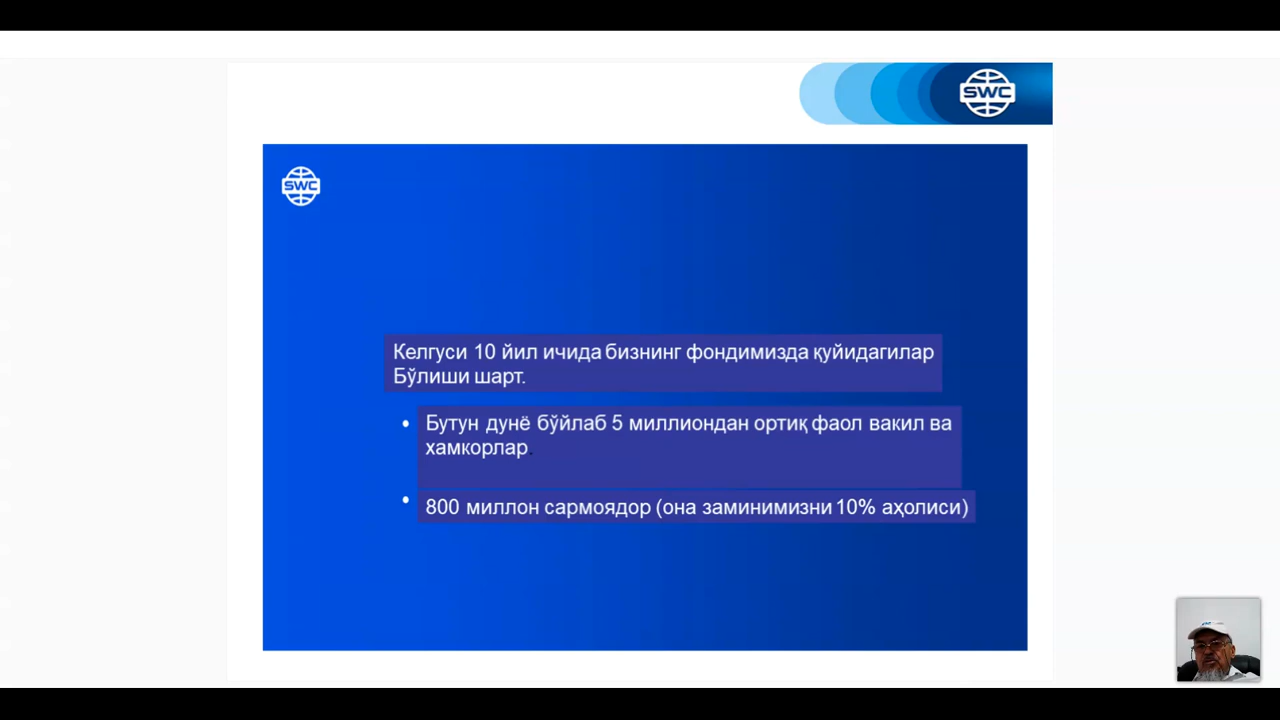 SWC
SWC
Келгуси 10 йил ичида бизнинг фондимизда қуйидагилар
Бўлиши шарт.
• Бутун дунё бўйлаб 5 миллиондан ортиқ фаол вакил ва
хамкорлар.
• 800 миллон сармоядор (она заминимизни 10% аҳолиси)